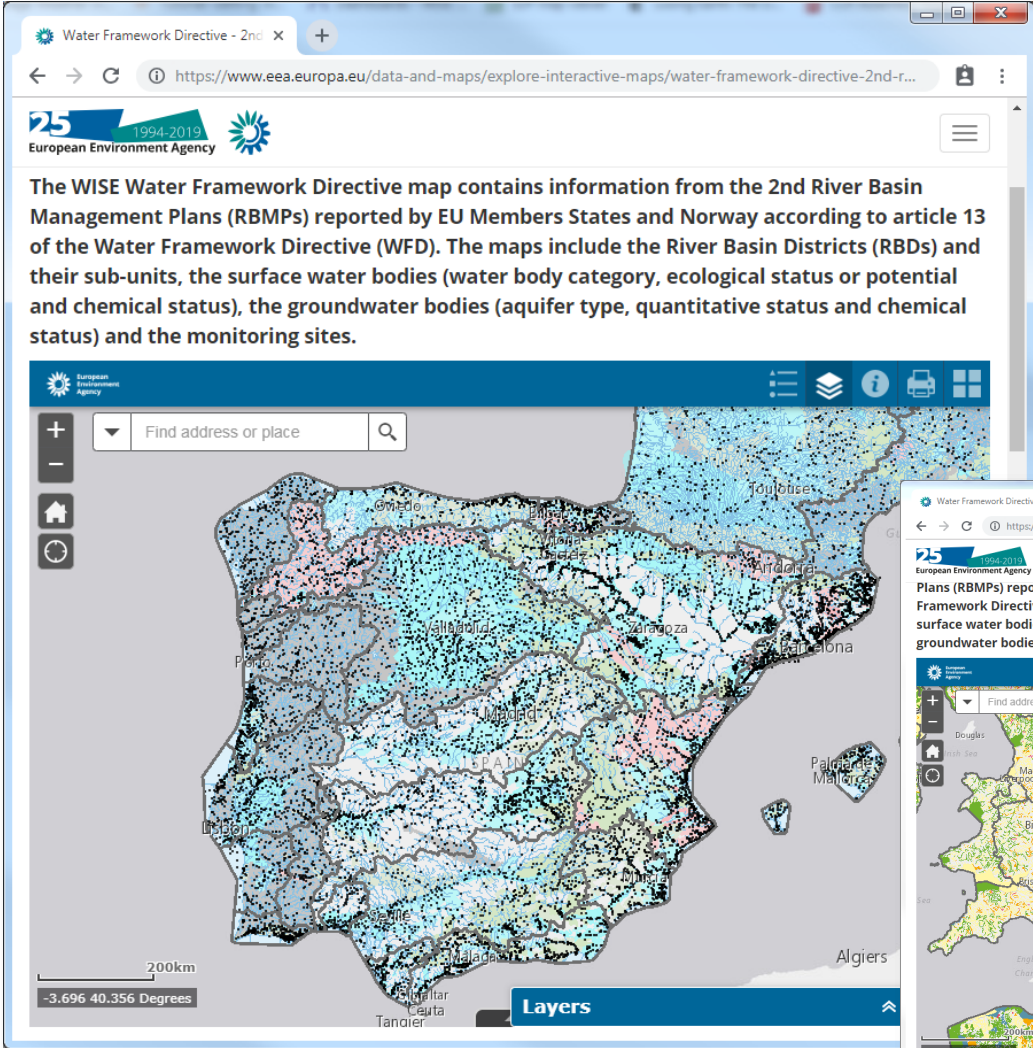 Water Framework Directive - 2nd
https://www.eea.europa.eu/data-and-maps/explore-interactive-maps/water-framework-directive-2nd-r...
25
1994-2019
European Environment Agency
The WISE Water Framework Directive map contains information from the 2nd River Basin
Management Plans (RBMPs) reported by EU Members States and Norway according to article 13
of the Water Framework Directive (WFD). The maps include the River Basin Districts (RBDs) and
their sub-units, the surface water bodies (water body category, ecological status or potential
and chemical status), the groundwater bodies (aquifer type, quantitative status and chemical
status) and the monitoring sites.
European
Environment
Agency
Find address or place
Toulouse
Oviedo
Vitoria
Andorra
Valladolid
Zaragoza
Barcelona
Porto
Madrid
SPAIN
Palma de
Mallorca
Lisbon
Murcia
Seville
Malaga
Algiers
Gibraltar
Ceuta
Tangier
200km
-3.696 40.356 Degrees
Layers
Water Framework Directiv
https:/
25
1994-2019
European Environment Agency
Plans (RBMPs) repo
Framework Directi
surface water bodi
groundwater bodie
European
Environment
Agency
Find addre
Douglas
Irish Sea
200km